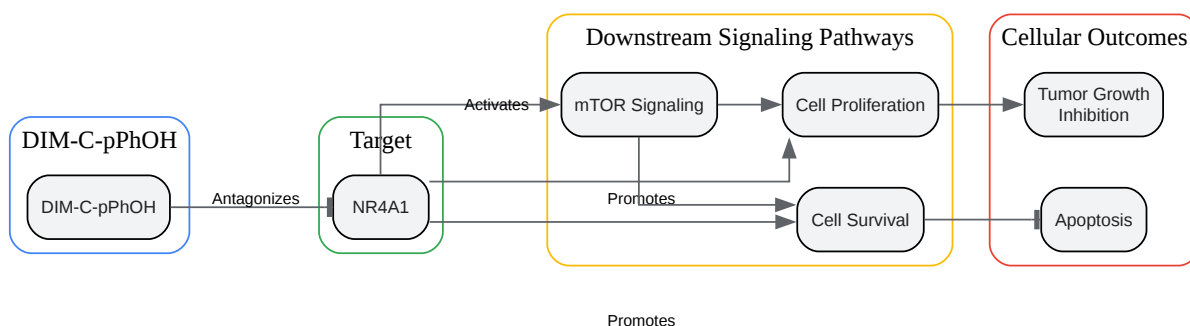 DIM-C-pPhOH
DIM-C-pPhOH
Antagonizes
Target
NR4A1
Activates
Promotes
Promotes
Downstream Signaling Pathways
mTOR Signaling
Cell Proliferation
Cell Survival
Cellular Outcomes
Tumor Growth
Inhibition
Apoptosis